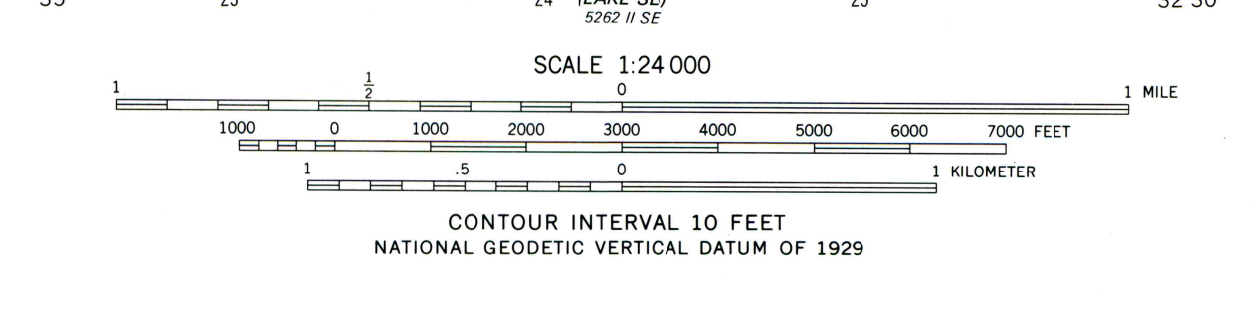 5262 II SE
SCALE 1:24 000
1 1/2 0 1 MILE
1000 0 1000 2000 3000 4000 5000 6000 7000 FEET
1 .5 0 1 KILOMETER
CONTOUR INTERVAL 10 FEET
NATIONAL GEODETIC VERTICAL DATUM OF 1929